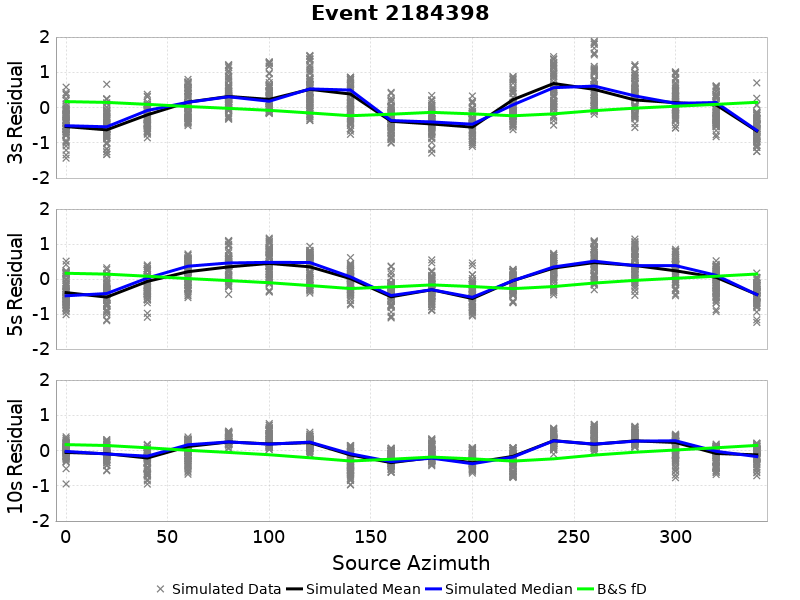 Event 2184398
2
1
0
-1
-2
3s Residual
2
1
0
-1
-2
5s Residual
2
1
0
-1
-2
10s Residual
0 50 100 150 200 250 300
Source Azimuth
Simulated Data Simulated Mean Simulated Median B&S fD